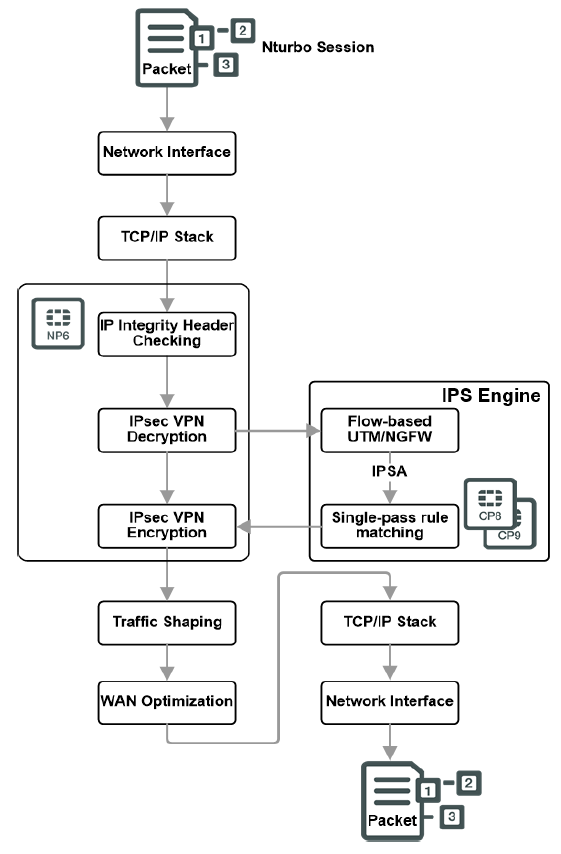 1
2
3
Packet
Nturbo Session
Network Interface
TCP/IP Stack
NP6
IP Integrity Header
Checking
IPsec VPN
Decryption
IPS Engine
Flow-based
UTM/NGFW
IPSA
IPsec VPN
Encryption
Single-pass rule
matching
CP8
CP9
Traffic Shaping
WAN Optimization
TCP/IP Stack
Network Interface
1
2
3
Packet